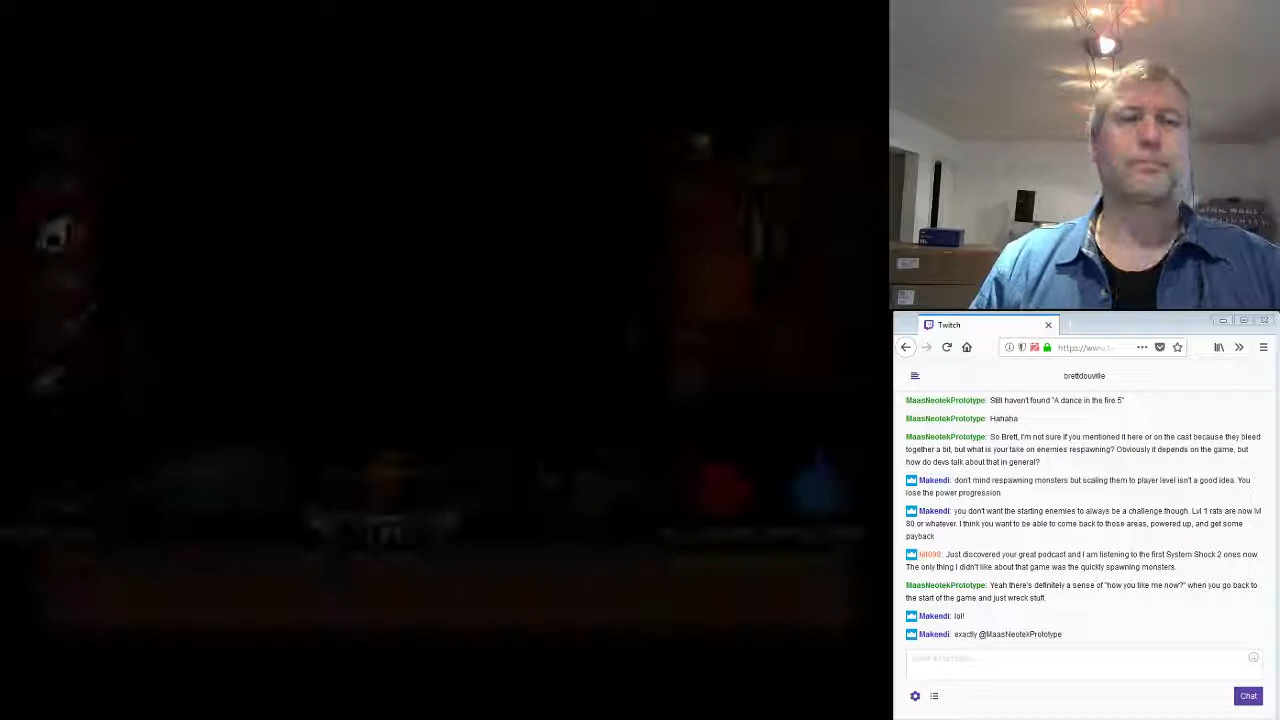 STAR WARS
Twitch
https://www.tw
brettdouville
MaasNeotekPrototype: Still haven't found "A dance in the fire 5"
MaasNeotekPrototype: Hahaha
MaasNeotekPrototype: So Brett, I'm not sure if you mentioned it here or on the cast because they bleed
together a bit, but what is your take on enemies respawning? Obviously it depends on the game, but
how do devs talk about that in general?
Makendi: don't mind respawning monsters but scaling them to player level isn't a good idea. You
lose the power progression
Makendi: you don't want the starting enemies to always be a challenge though. Lvl 1 rats are now lvl
80 or whatever. I think you want to be able to come back to those areas, powered up, and get some
payback
Just discovered your great podcast and I am listening to the first System Shock 2 ones now.
The only thing I didn't like about that game was the quickly spawning monsters.
MaasNeotekPrototype: Yeah there's definitely a sense of "how you like me now?" when you go back to
the start of the game and just wreck stuff.
Makendi: lol!
Makendi: exactly @MaasNeotekPrototype
Chat